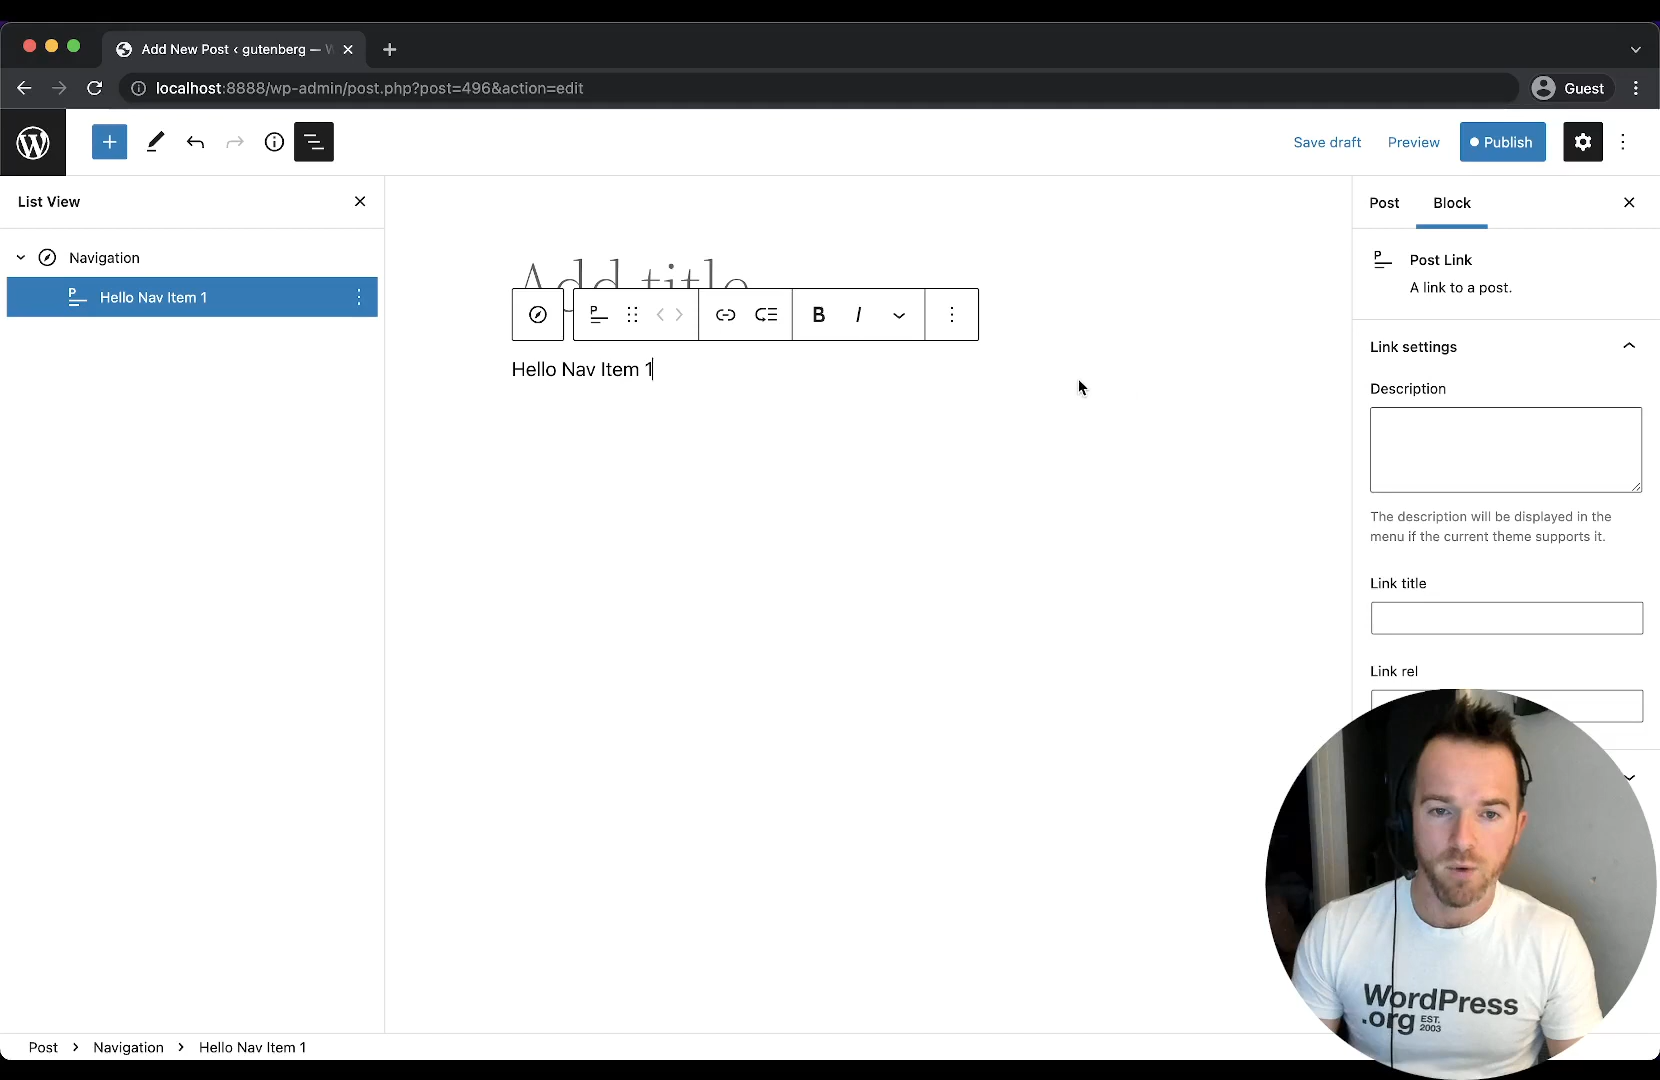 Add New Post ‹ gutenberg —
localhost:8888/wp-admin/post.php?post=496&action=edit
Guest
Save draft
Preview
Publish
List View
Navigation
Hello Nav Item 1
Add title
B I
Hello Nav Item 1
Post
Block
Post Link
A link to a post.
Link settings
Description
The description will be displayed in the
menu if the current theme supports it.
Link title
Link rel
WordPress
.org EST.
2003
Post > Navigation > Hello Nav Item 1